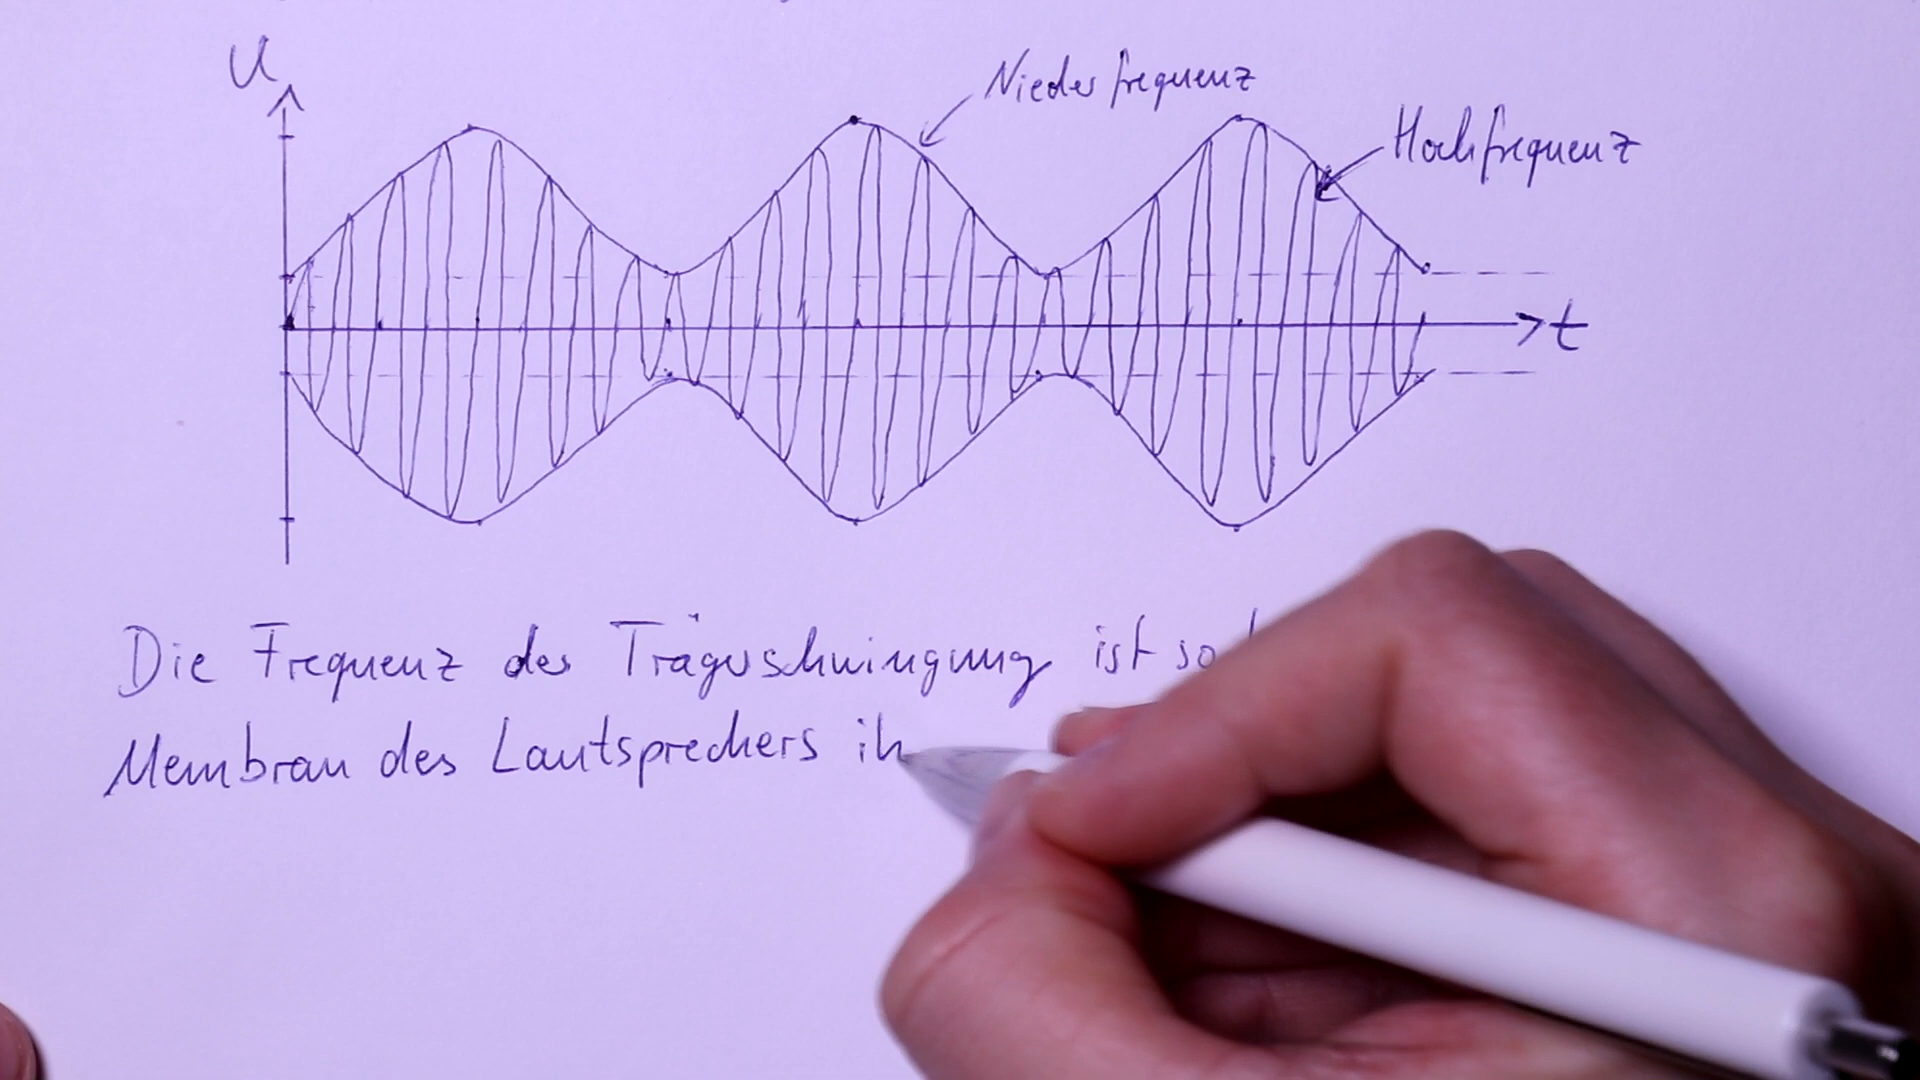 U
Niederfrequenz
Hochfrequenz
t
Die Frequenz der Trägerschwingung ist so
Membran des Lautsprechers ih